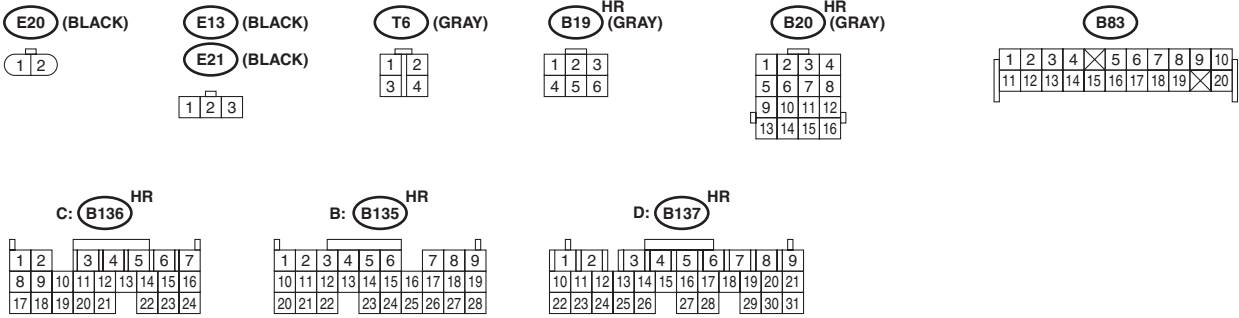 E20 (BLACK)
1 2
E13 (BLACK)
E21 (BLACK)
1 2 3
T6 (GRAY)
1 2
3 4
B19 HR (GRAY)
1 2 3
4 5 6
B20 HR (GRAY)
1 2 3 4
5 6 7 8
9 10 11 12
13 14 15 16
B83
1 2 3 4 5 6 7 8 9 10
11 12 13 14 15 16 17 18 19 20
C: B136 HR
1 2 3 4 5 6 7
8 9 10 11 12 13 14 15 16
17 18 19 20 21 22 23 24
B: B135 HR
1 2 3 4 5 6 7 8 9
10 11 12 13 14 15 16 17 18 19
20 21 22 23 24 25 26 27 28
D: B137 HR
1 2 3 4 5 6 7 8 9
10 11 12 13 14 15 16 17 18 19 20 21
22 23 24 25 26 27 28 29 30 31